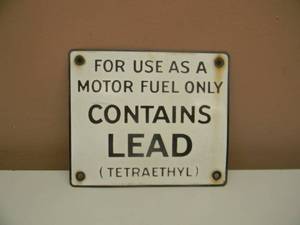 FOR USE AS A
MOTOR FUEL ONLY
CONTAINS
LEAD
(TETRAETHYL)